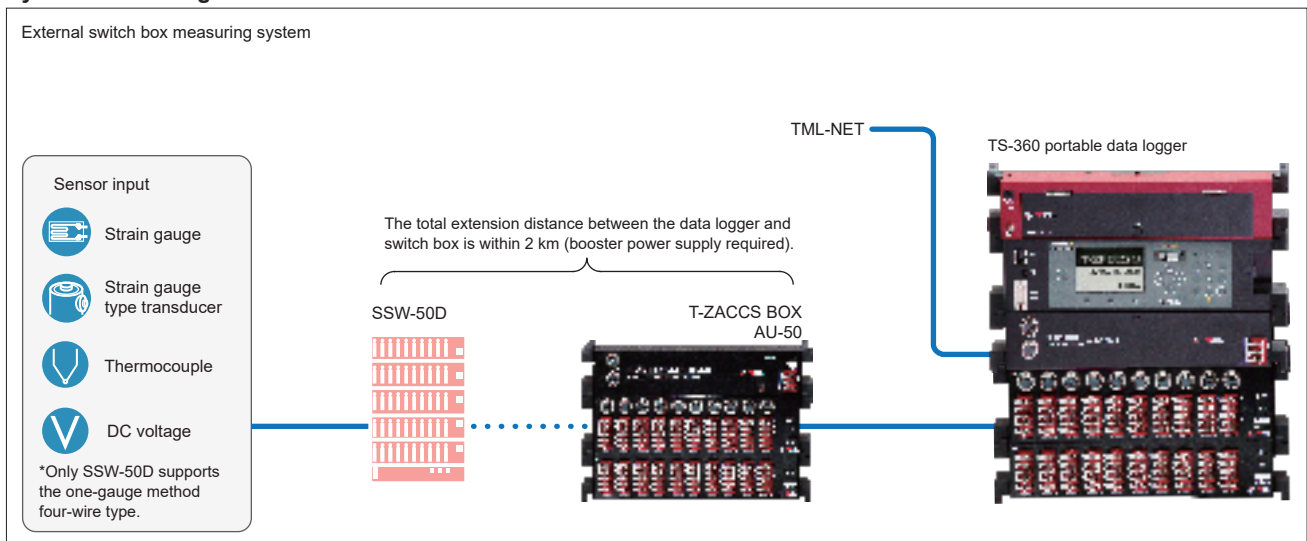 External switch box measuring system
TML-NET
TS-360 portable data logger
Sensor input
Strain gauge
Strain gauge
type transducer
Thermocouple
DC voltage
*Only SSW-50D supports
the one-gauge method
four-wire type.
The total extension distance between the data logger and
switch box is within 2 km (booster power supply required).
SSW-50D
T-ZACCS BOX
AU-50